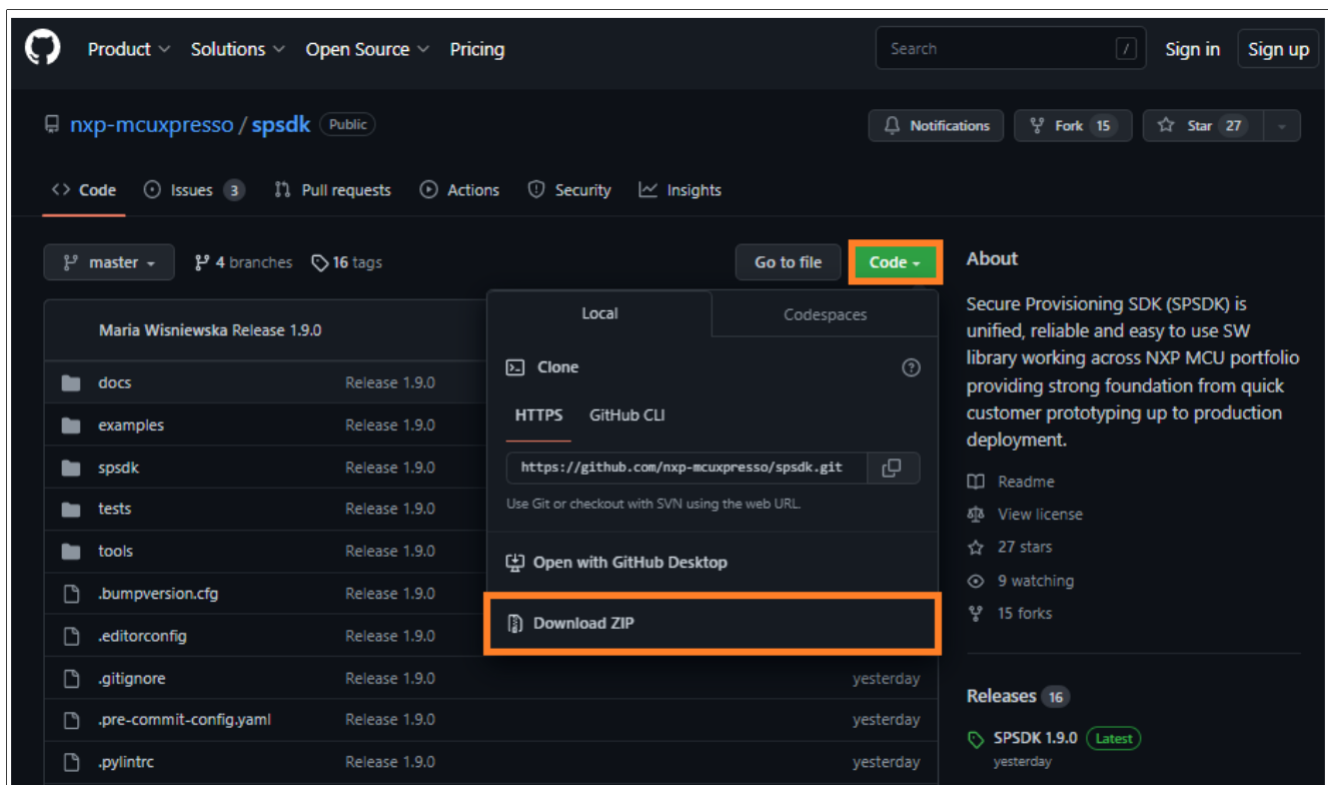 Product Solutions Open Source Pricing Search / Sign in Sign up
nxp-mcuxpresso / spsdk Public Notifications Fork 15 Star 27
Code Issues 3 Pull requests Actions Security Insights
master 4 branches 16 tags Go to file Code
Maria Wisniewska Release 1.9.0
docs Release 1.9.0
examples Release 1.9.0
spsdk Release 1.9.0
tests Release 1.9.0
tools Release 1.9.0
.bumpversion.cfg Release 1.9.0
.editorconfig Release 1.9.0
.gitignore Release 1.9.0 yesterday
.pre-commit-config.yaml Release 1.9.0 yesterday
.pylintrc Release 1.9.0 yesterday
Local Codespaces
Clone
HTTPS GitHub CLI
https://github.com/nxp-mcuxpresso/spsdk.git
Use Git or checkout with SVN using the web URL.
Open with GitHub Desktop
Download ZIP
About
Secure Provisioning SDK (SPSDK) is
unified, reliable and easy to use SW
library working across NXP MCU portfolio
providing strong foundation from quick
customer prototyping up to production
deployment.
Readme
View license
27 stars
9 watching
15 forks
Releases 16
SPSDK 1.9.0 Latest
yesterday